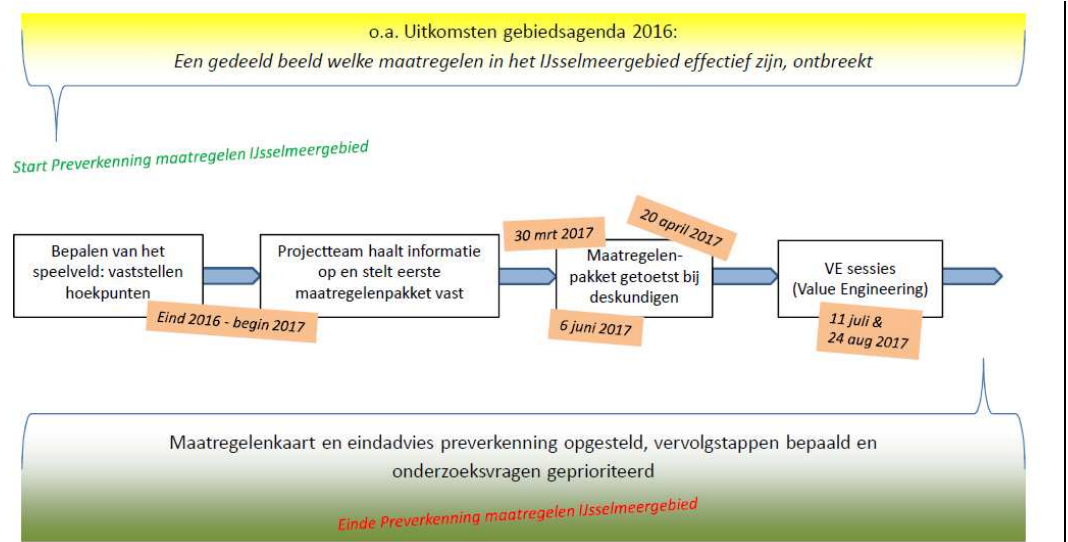 o.a. Uitkomsten gebiedsagenda 2016:
Een gedeeld beeld welke maatregelen in het IJsselmeergebied effectief zijn, ontbreekt
Start Preverkenning maatregelen IJsselmeergebied
Bepalen van het
speelveld: vaststellen
hoekpunten
Eind 2016 - begin 2017
Projectteam haalt informatie
op en stelt eerste
maatregelenpakket vast
30 mrt 2017
20 april 2017
Maatregelen-
pakket getoetst bij
deskundigen
6 juni 2017
VE sessies
(Value Engineering)
11 juli &
24 aug 2017
Maatregelenkaart en eindadvies preverkenning opgesteld, vervolgstappen bepaald en
onderzoeksvragen geprioriteerd
Einde Preverkenning maatregelen IJsselmeergebied